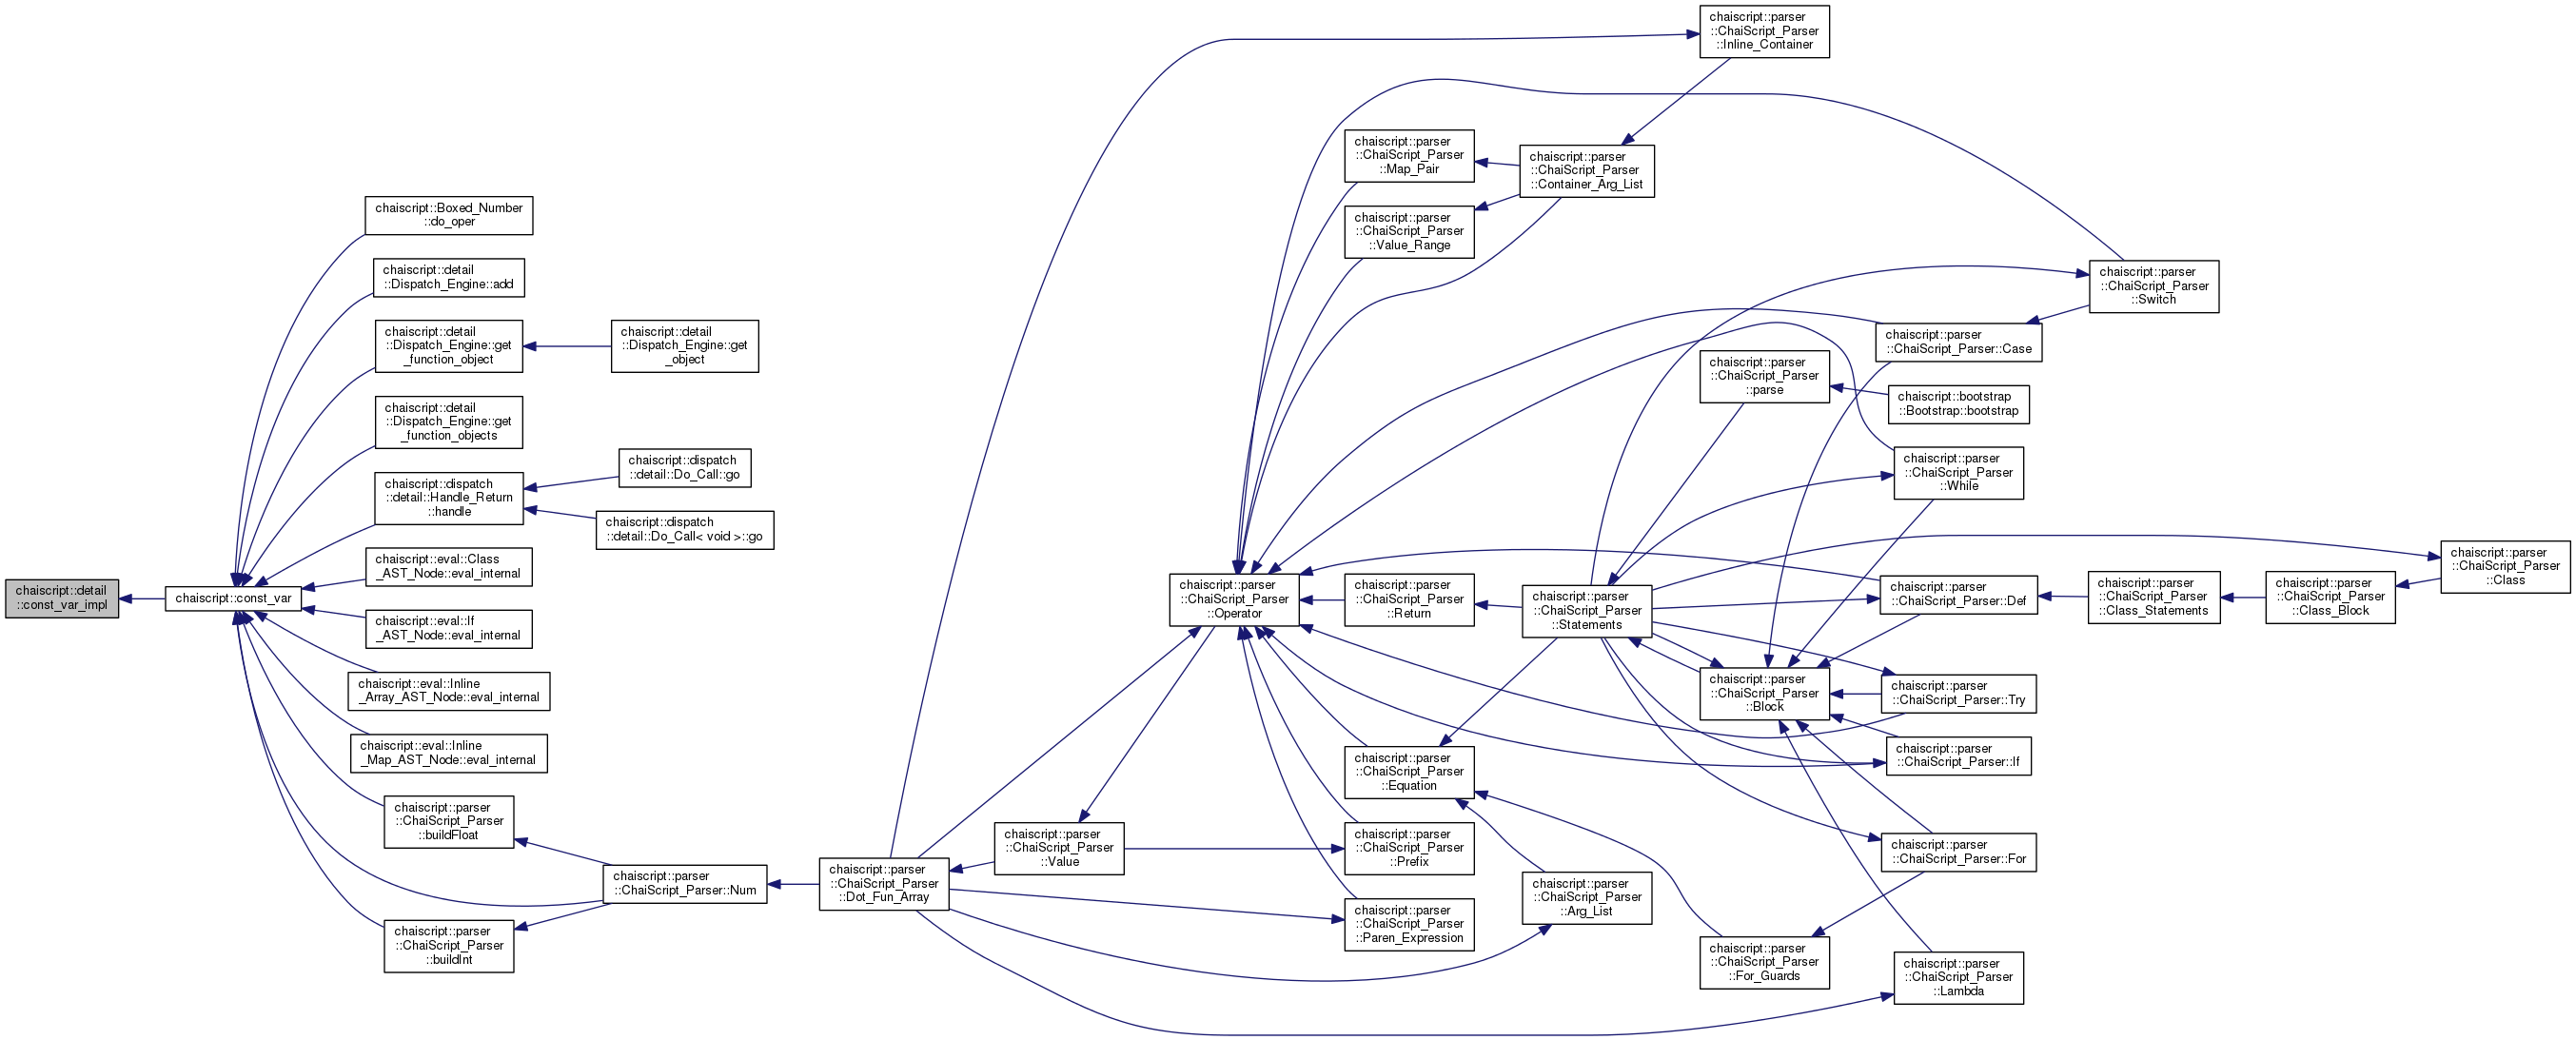 chaiscript::detail
::const_var_impl
chaiscript::const_var
chaiscript::Boxed_Number
::do_oper
chaiscript::detail
::Dispatch_Engine::add
chaiscript::detail
::Dispatch_Engine::get
_function_object
chaiscript::detail
::Dispatch_Engine::get
_object
chaiscript::detail
::Dispatch_Engine::get
_function_objects
chaiscript::dispatch
::detail::Handle_Return
::handle
chaiscript::dispatch
::detail::Do_Call::go
chaiscript::dispatch
::detail::Do_Call< void >::go
chaiscript::eval::Class
_AST_Node::eval_internal
chaiscript::eval::If
_AST_Node::eval_internal
chaiscript::eval::Inline
_Array_AST_Node::eval_internal
chaiscript::eval::Inline
_Map_AST_Node::eval_internal
chaiscript::parser
::ChaiScript_Parser
::buildFloat
chaiscript::parser
::ChaiScript_Parser::Num
chaiscript::parser
::ChaiScript_Parser
::buildInt
chaiscript::parser
::ChaiScript_Parser
::Dot_Fun_Array
chaiscript::parser
::ChaiScript_Parser
::Value
chaiscript::parser
::ChaiScript_Parser
::Operator
chaiscript::parser
::ChaiScript_Parser
::Map_Pair
chaiscript::parser
::ChaiScript_Parser
::Value_Range
chaiscript::parser
::ChaiScript_Parser
::Return
chaiscript::parser
::ChaiScript_Parser
::Equation
chaiscript::parser
::ChaiScript_Parser
::Prefix
chaiscript::parser
::ChaiScript_Parser
::Paren_Expression
chaiscript::parser
::ChaiScript_Parser
::Container_Arg_List
chaiscript::parser
::ChaiScript_Parser
::Statements
chaiscript::parser
::ChaiScript_Parser
::Arg_List
chaiscript::parser
::ChaiScript_Parser
::Inline_Container
chaiscript::parser
::ChaiScript_Parser
::parse
chaiscript::parser
::ChaiScript_Parser
::Block
chaiscript::parser
::ChaiScript_Parser
::For_Guards
chaiscript::parser
::ChaiScript_Parser::Case
chaiscript::bootstrap
::Bootstrap::bootstrap
chaiscript::parser
::ChaiScript_Parser
::While
chaiscript::parser
::ChaiScript_Parser::Def
chaiscript::parser
::ChaiScript_Parser::Try
chaiscript::parser
::ChaiScript_Parser::If
chaiscript::parser
::ChaiScript_Parser::For
chaiscript::parser
::ChaiScript_Parser
::Lambda
chaiscript::parser
::ChaiScript_Parser
::Switch
chaiscript::parser
::ChaiScript_Parser
::Class_Statements
chaiscript::parser
::ChaiScript_Parser
::Class_Block
chaiscript::parser
::ChaiScript_Parser
::Class